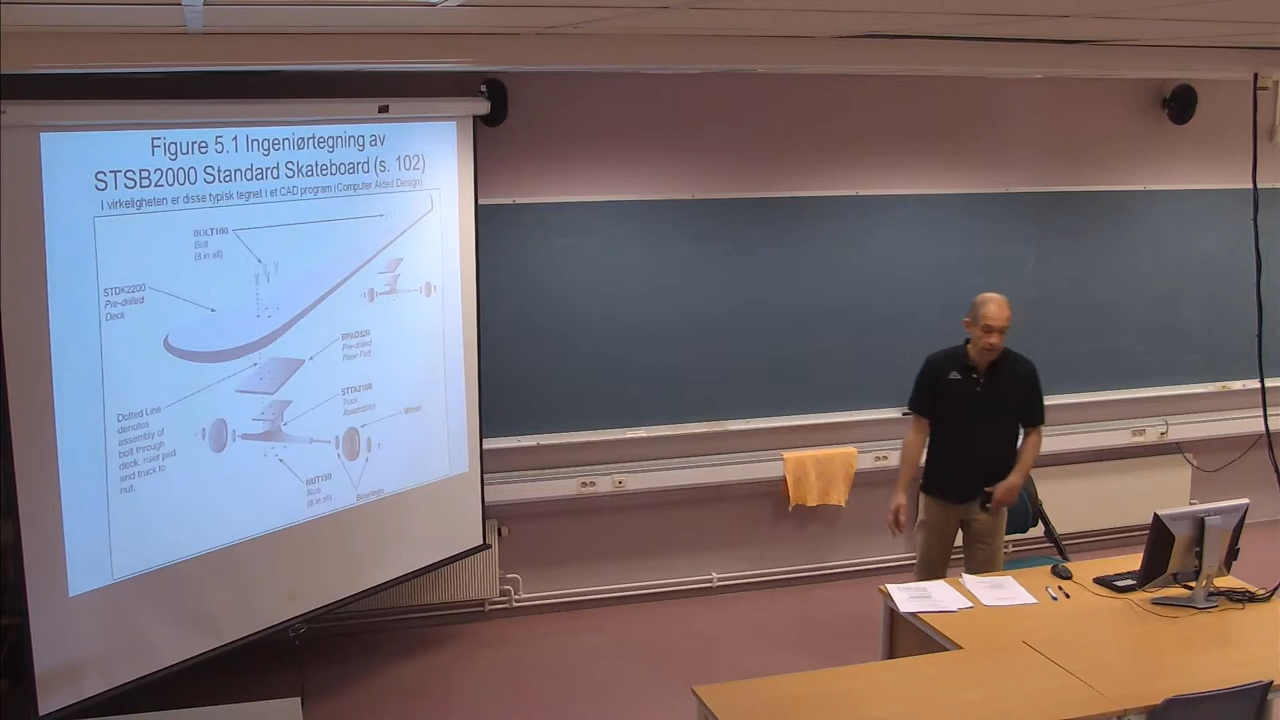 Figure 5.1 Ingeniørtegning av
STSB2000 Standard Skateboard (s. 102)
I virkeligheten er disse typisk tegnet i et CAD program (Computer Aided Design)
BOLT100
Bolt
(8 in all)
STDK2200
Pre-drilled
Deck
RPAD320
Pre-drilled
Riser Pad
STTA2100
Truck
Assemblies
Wheel
Dotted Line
denotes
assembly of
bolt through
deck, riser pad
and truck to
nut.
NUT150
Nuts
(8 in all)
Bearings